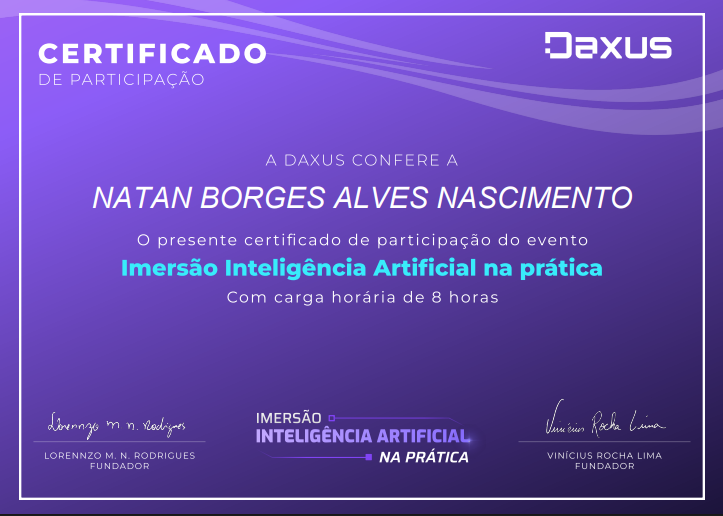 CERTIFICADO
DE PARTICIPAÇÃO
Daxus
A DAXUS CONFERE A
NATAN BORGES ALVES NASCIMENTO
O presente certificado de participação do evento
Imersão Inteligência Artificial na prática
Com carga horária de 8 horas
Lorennzo M. N. Rodrigues
LORENNZO M. N. RODRIGUES
FUNDADOR
IMERSÃO
INTELIGÊNCIA ARTIFICIAL
NA PRÁTICA
Vinícius Rocha Lima
VINÍCIUS ROCHA LIMA
FUNDADOR